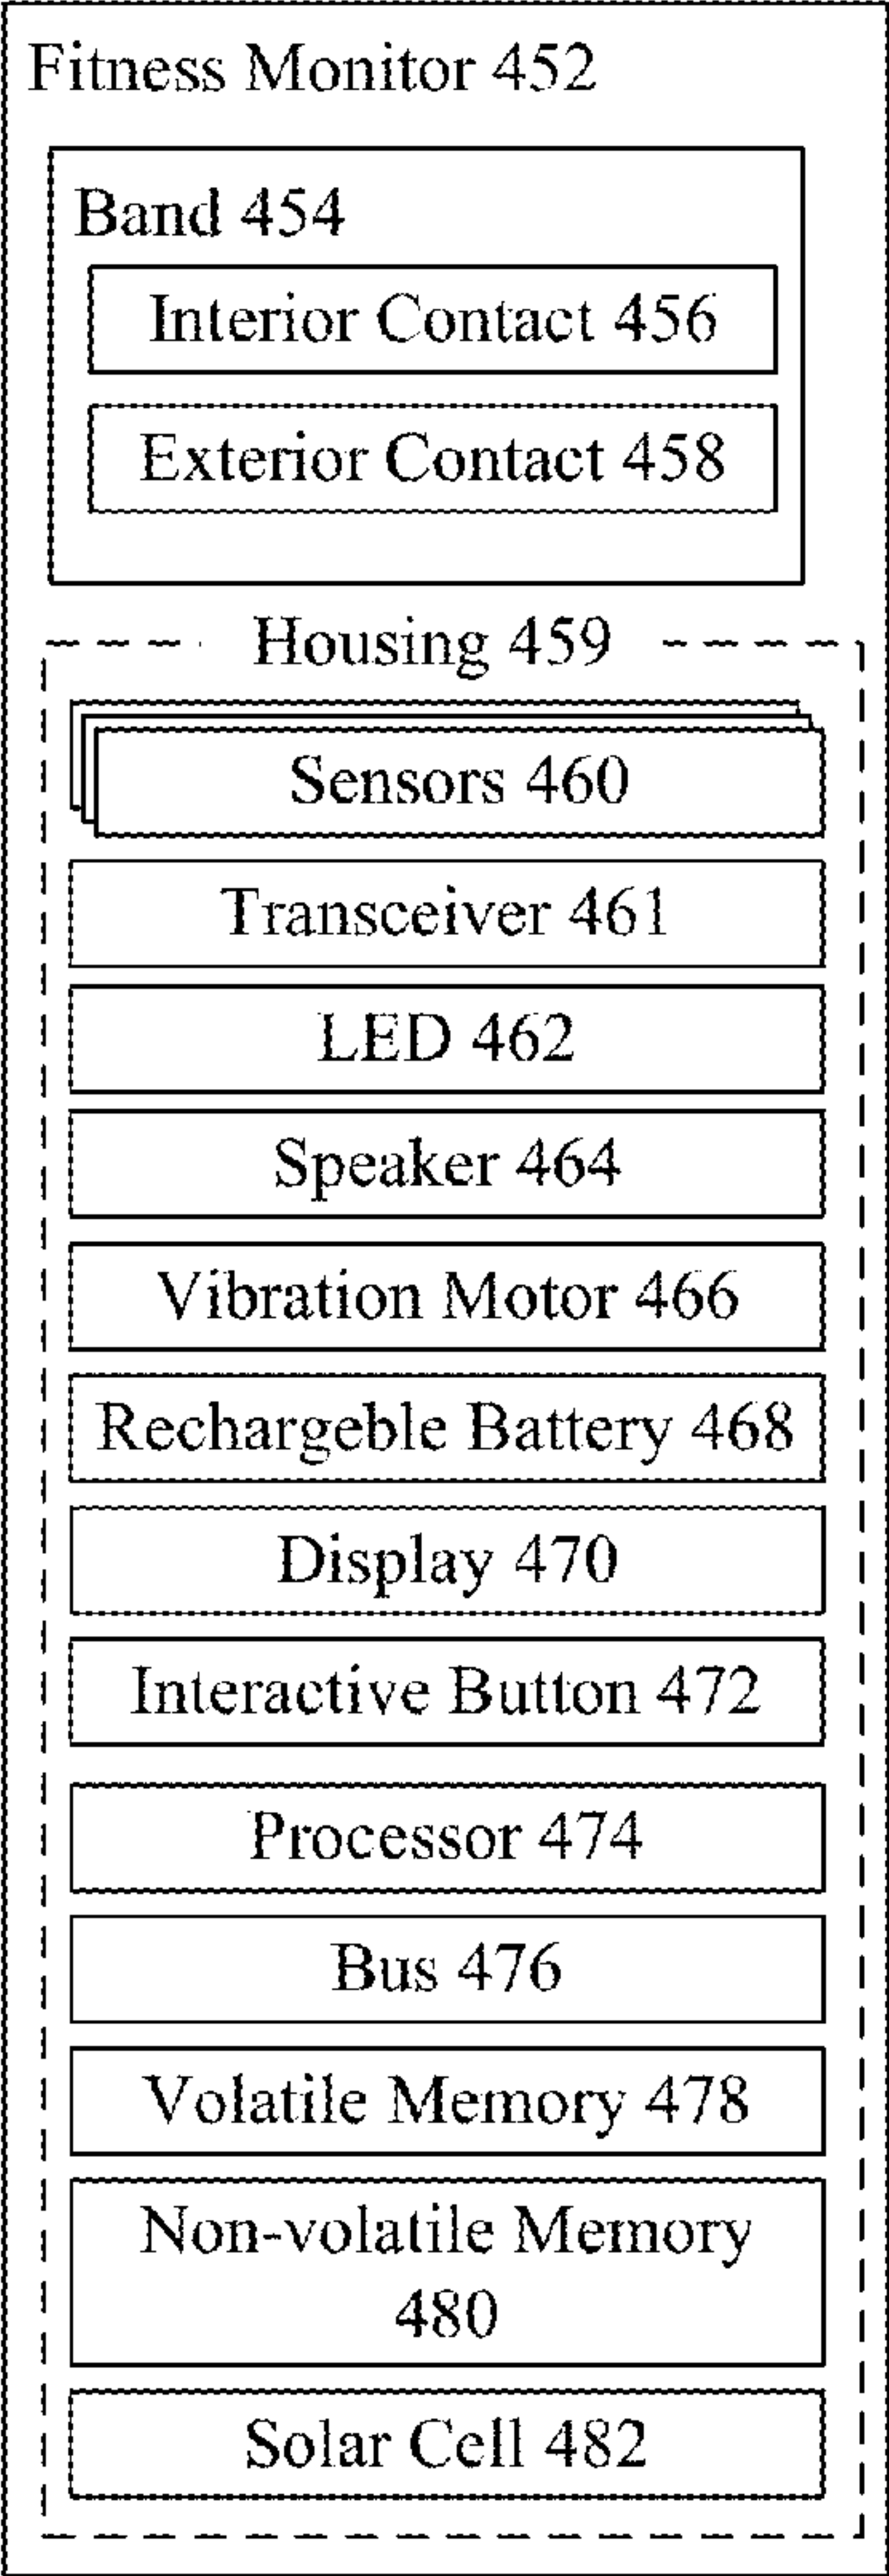 Fitness Monitor 452
Band 454
Interior Contact 456
Exterior Contact 458
Housing 459
Sensors 460
Transceiver 461
LED 462
Speaker 464
Vibration Motor 466
Rechargeble Battery 468
Display 470
Interactive Button 472
Processor 474
Bus 476
Volatile Memory 478
Non-volatile Memory
480
Solar Cell 482